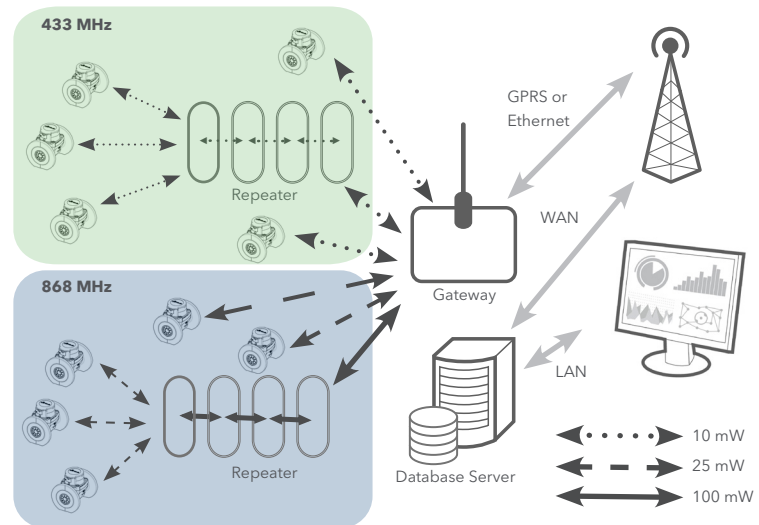 433 MHz
Repeater
GPRS or
Ethernet
WAN
Gateway
868 MHz
Repeater
LAN
Database Server
10 mW
25 mW
100 mW